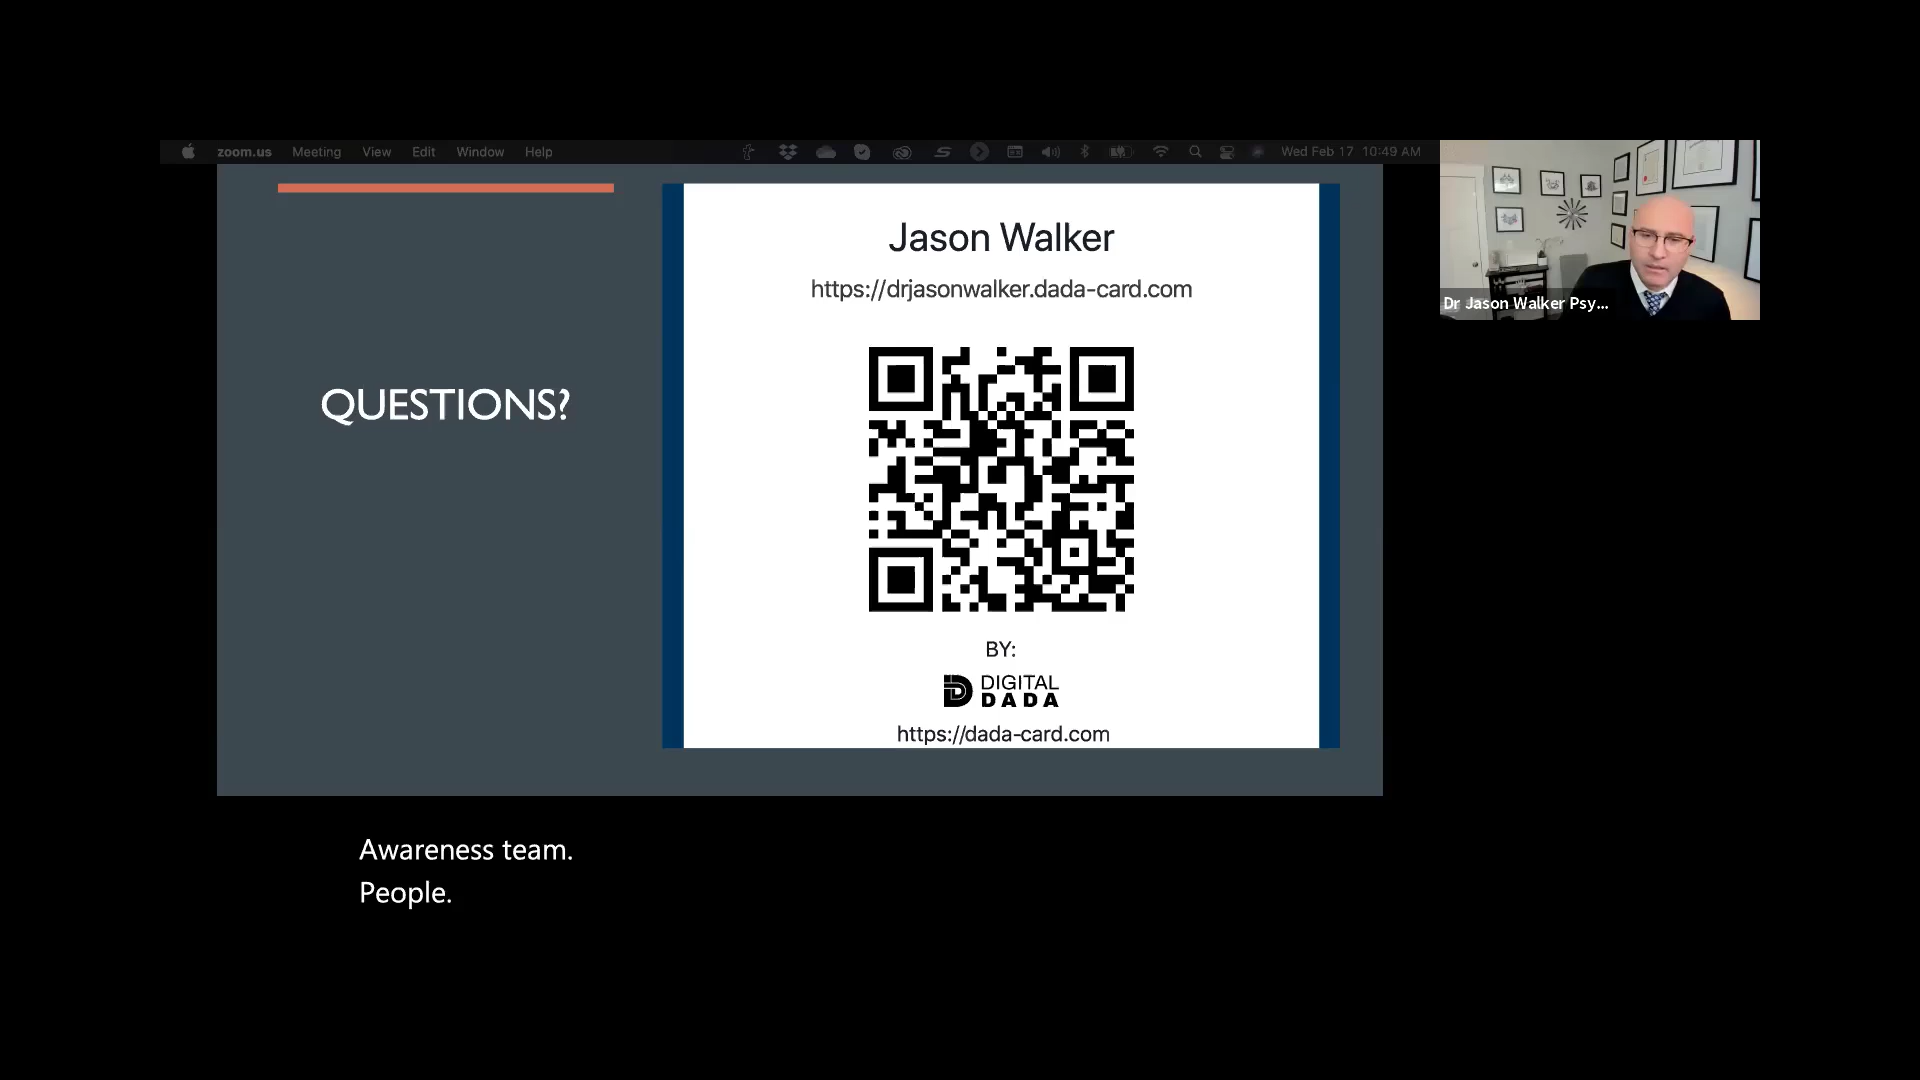 zoom.us Meeting View Edit Window Help Wed Feb 17 10:49 AM
QUESTIONS?
Jason Walker
https://drjasonwalker.dada-card.com
BY:
DIGITAL
DADA
https://dada-card.com
Dr Jason Walker Psy...
Awareness team.
People.